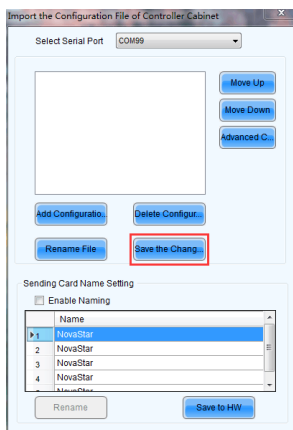 Import the Configuration File of Controller Cabinet
Select Serial Port COM99
Move Up
Move Down
Advanced C...
Add Configuratio... Delete Configur...
Rename File Save the Chang...
Sending Card Name Setting
Enable Naming
Name
1 NovaStar
2 NovaStar
3 NovaStar
4 NovaStar
NovaStar
Rename Save to HW